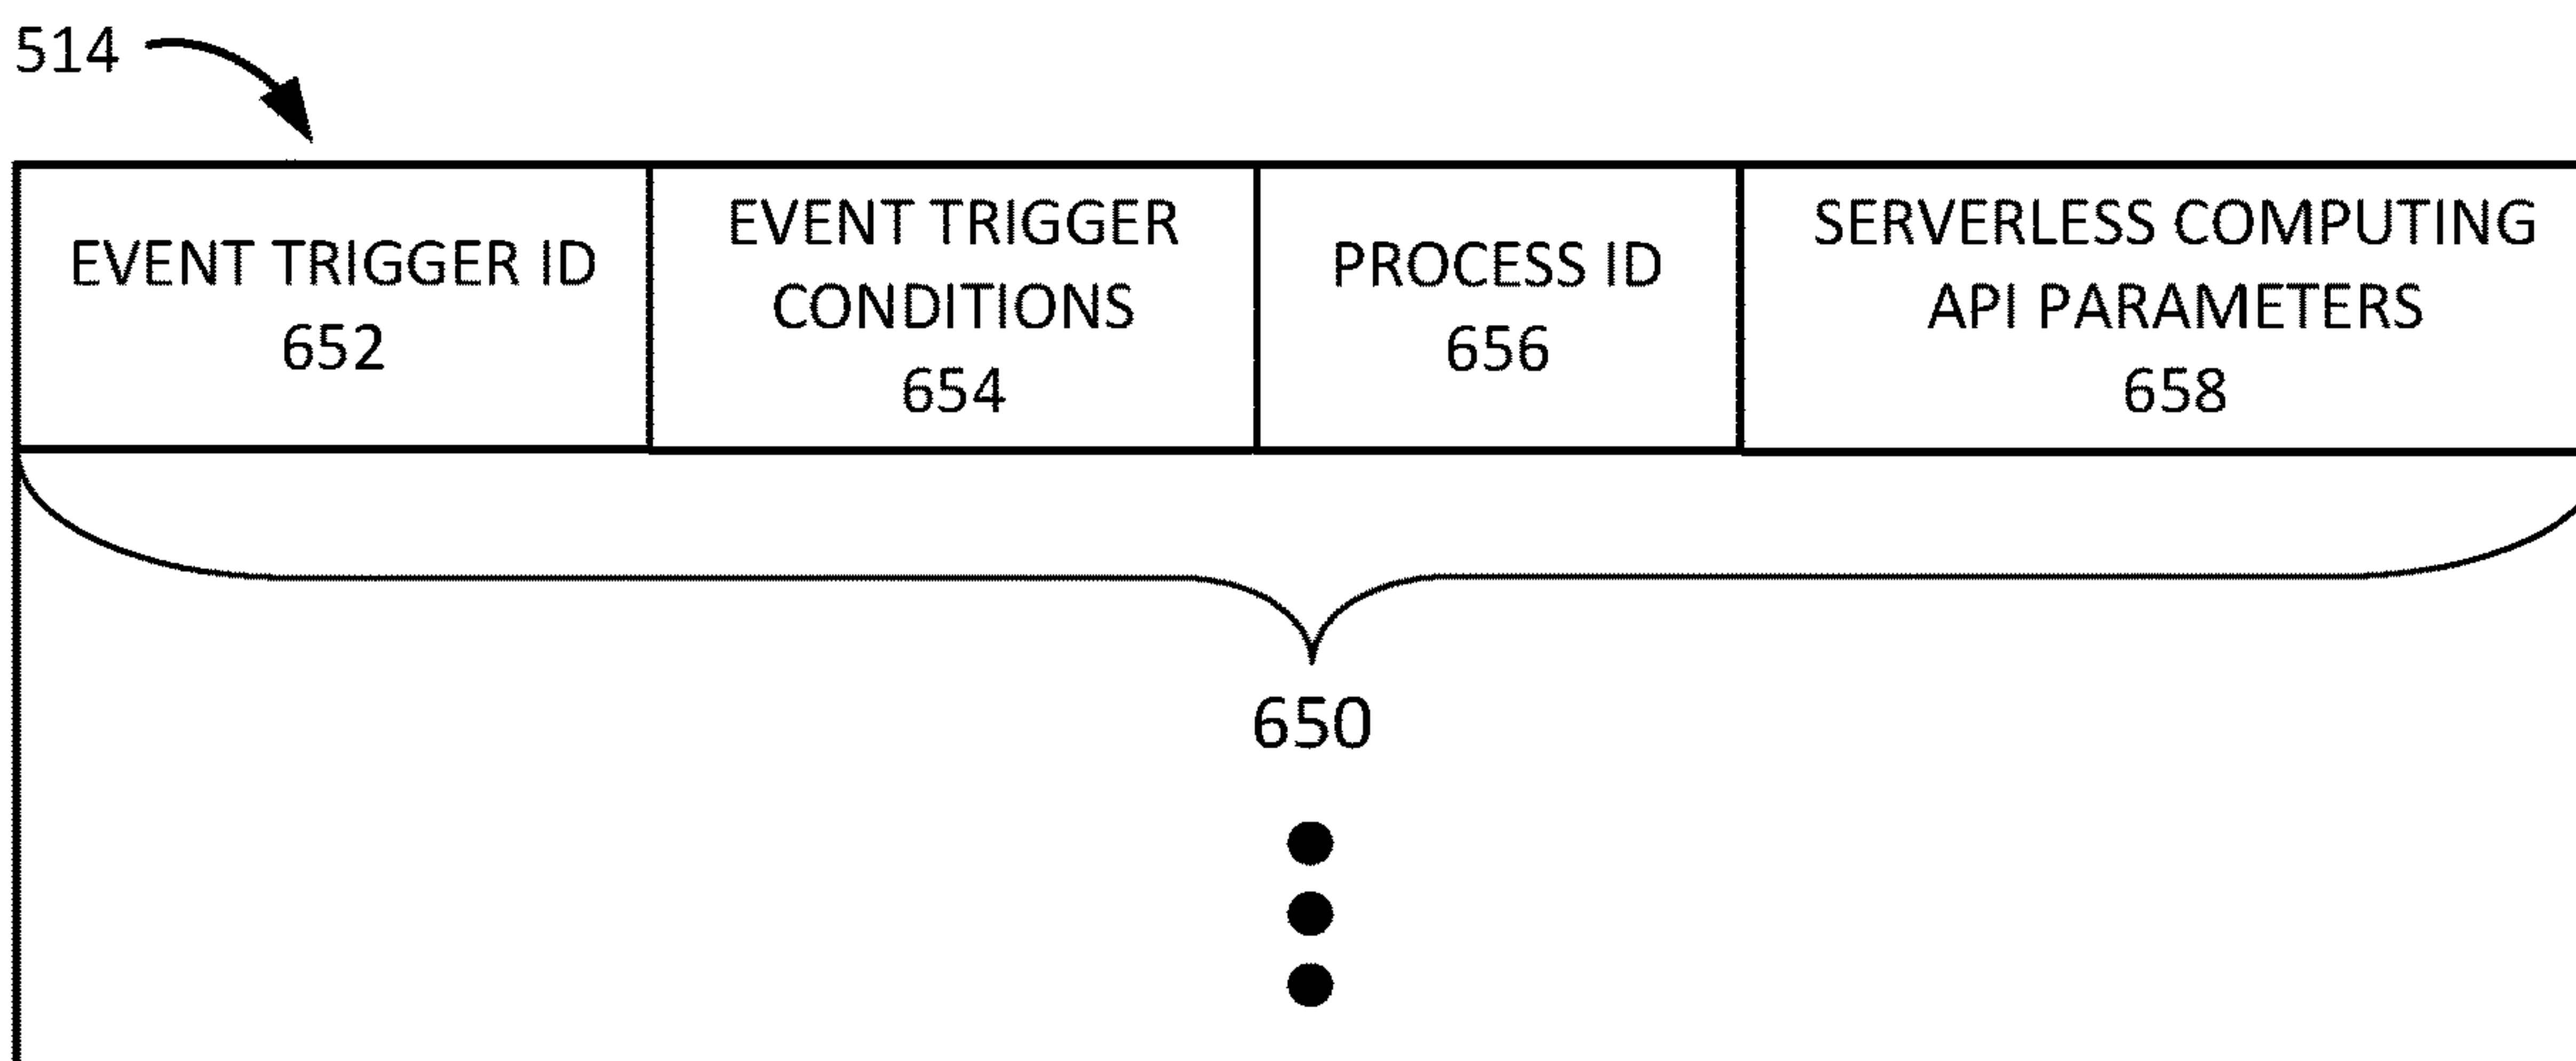 514
EVENT TRIGGER ID
652
EVENT TRIGGER
CONDITIONS
654
PROCESS ID
656
SERVERLESS COMPUTING
API PARAMETERS
658
650